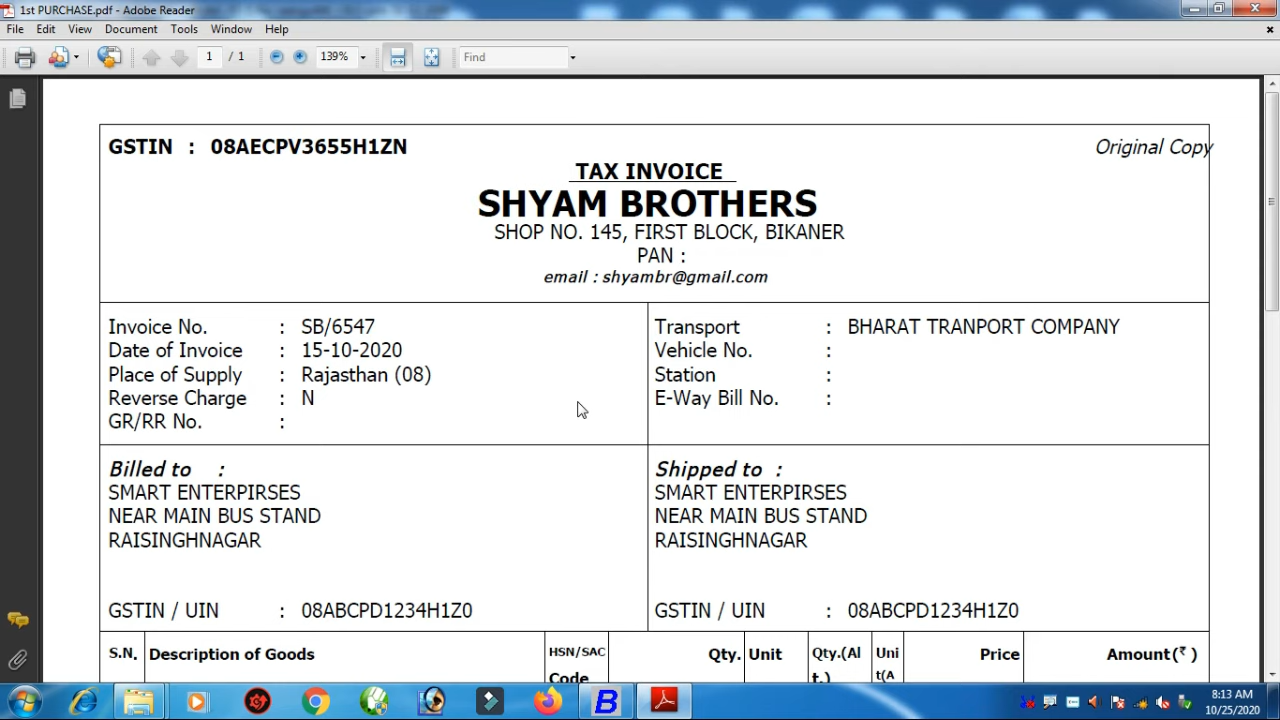 1st PURCHASE.pdf - Adobe Reader
File Edit View Document Tools Window Help
1 / 1 139% Find
GSTIN : 08AECPV3655H1ZN Original Copy
TAX INVOICE
SHYAM BROTHERS
SHOP NO. 145, FIRST BLOCK, BIKANER
PAN :
email : shyambr@gmail.com
Invoice No. : SB/6547
Date of Invoice : 15-10-2020
Place of Supply : Rajasthan (08)
Reverse Charge : N
GR/RR No. :
Transport : BHARAT TRANPORT COMPANY
Vehicle No. :
Station :
E-Way Bill No. :
Billed to :
SMART ENTERPIRSES
NEAR MAIN BUS STAND
RAISINGHNAGAR
GSTIN / UIN : 08ABCPD1234H1Z0
Shipped to :
SMART ENTERPIRSES
NEAR MAIN BUS STAND
RAISINGHNAGAR
GSTIN / UIN : 08ABCPD1234H1Z0
S.N. Description of Goods HSN/SAC Qty. Unit Qty.(Al Uni Price Amount(₹ )
Code t.) t(A
8:13 AM
10/25/2020